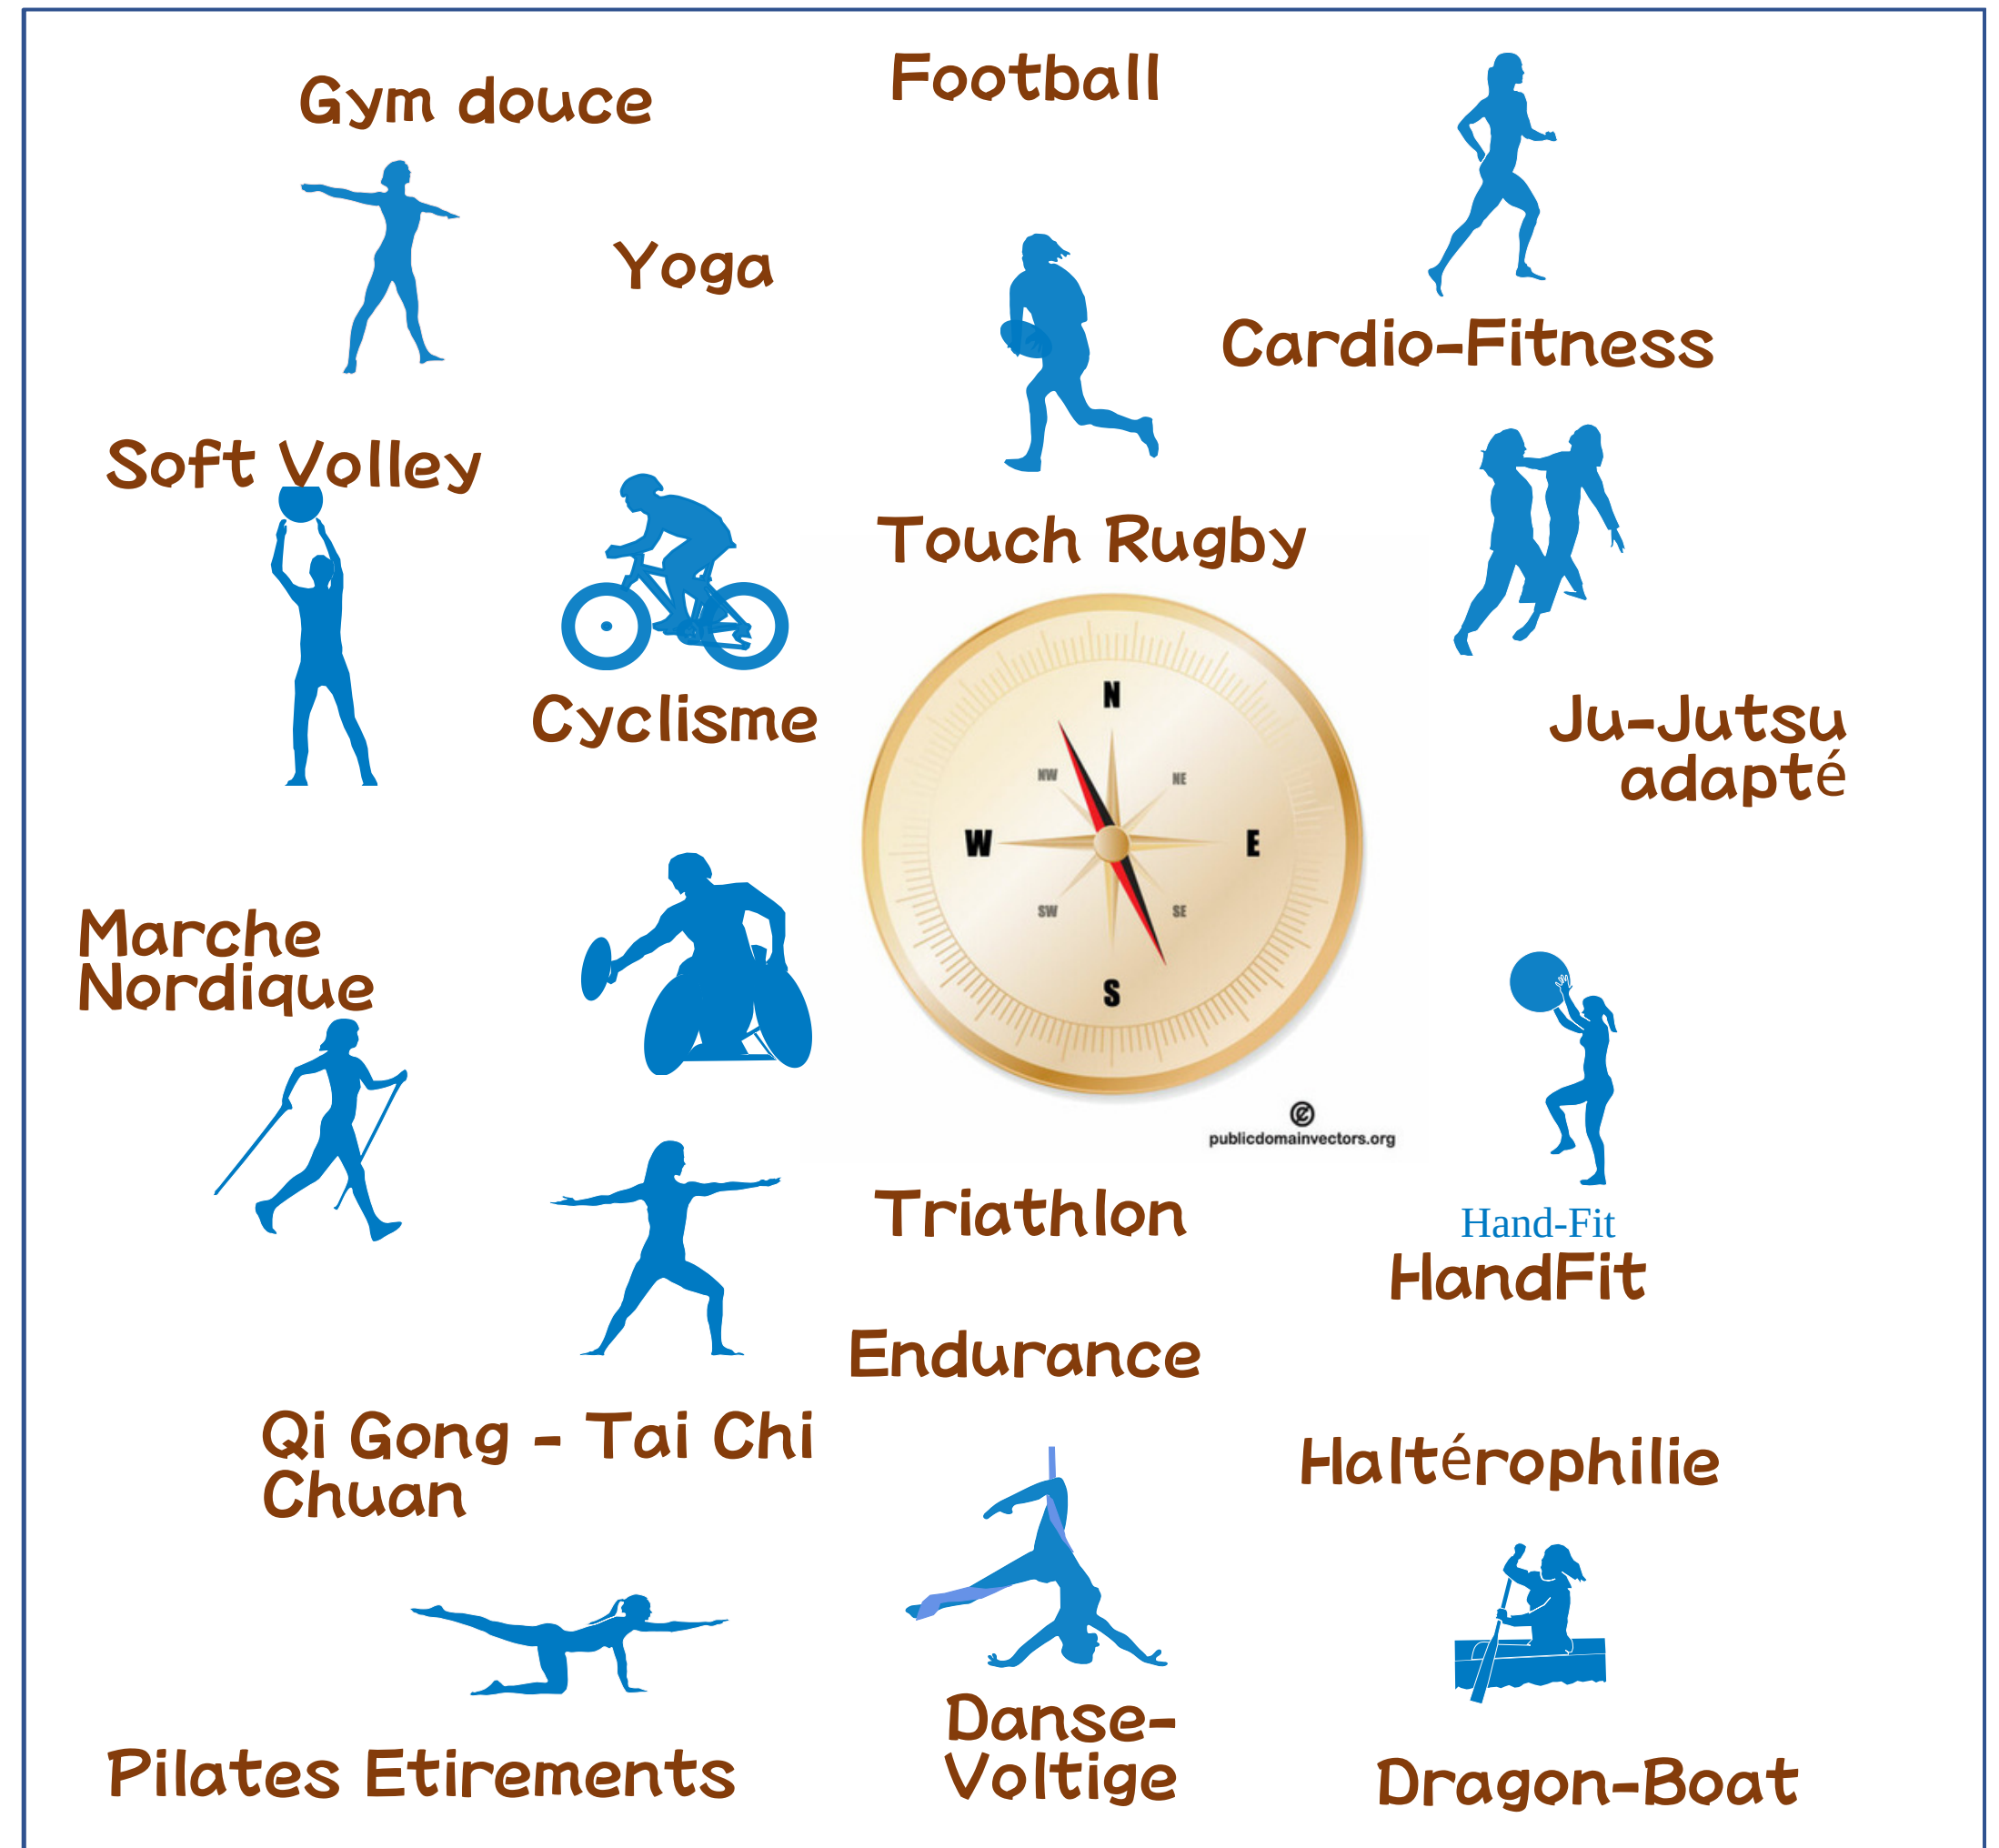 Football
Gym douce
Yoga
Cardio-Fitness
Soft Volley
Touch Rugby
Cyclisme
Ju-Jutsu
adapté
N
NW
NE
W
E
SW
SE
S
Marche
Nordique
publicdomainvectors.org
Triathlon
Hand-Fit
HandFit
Endurance
Qi Gong - Tai Chi
Chuan
Haltérophilie
Danse-
Voltige
Pilates Etirements
Dragon-Boat